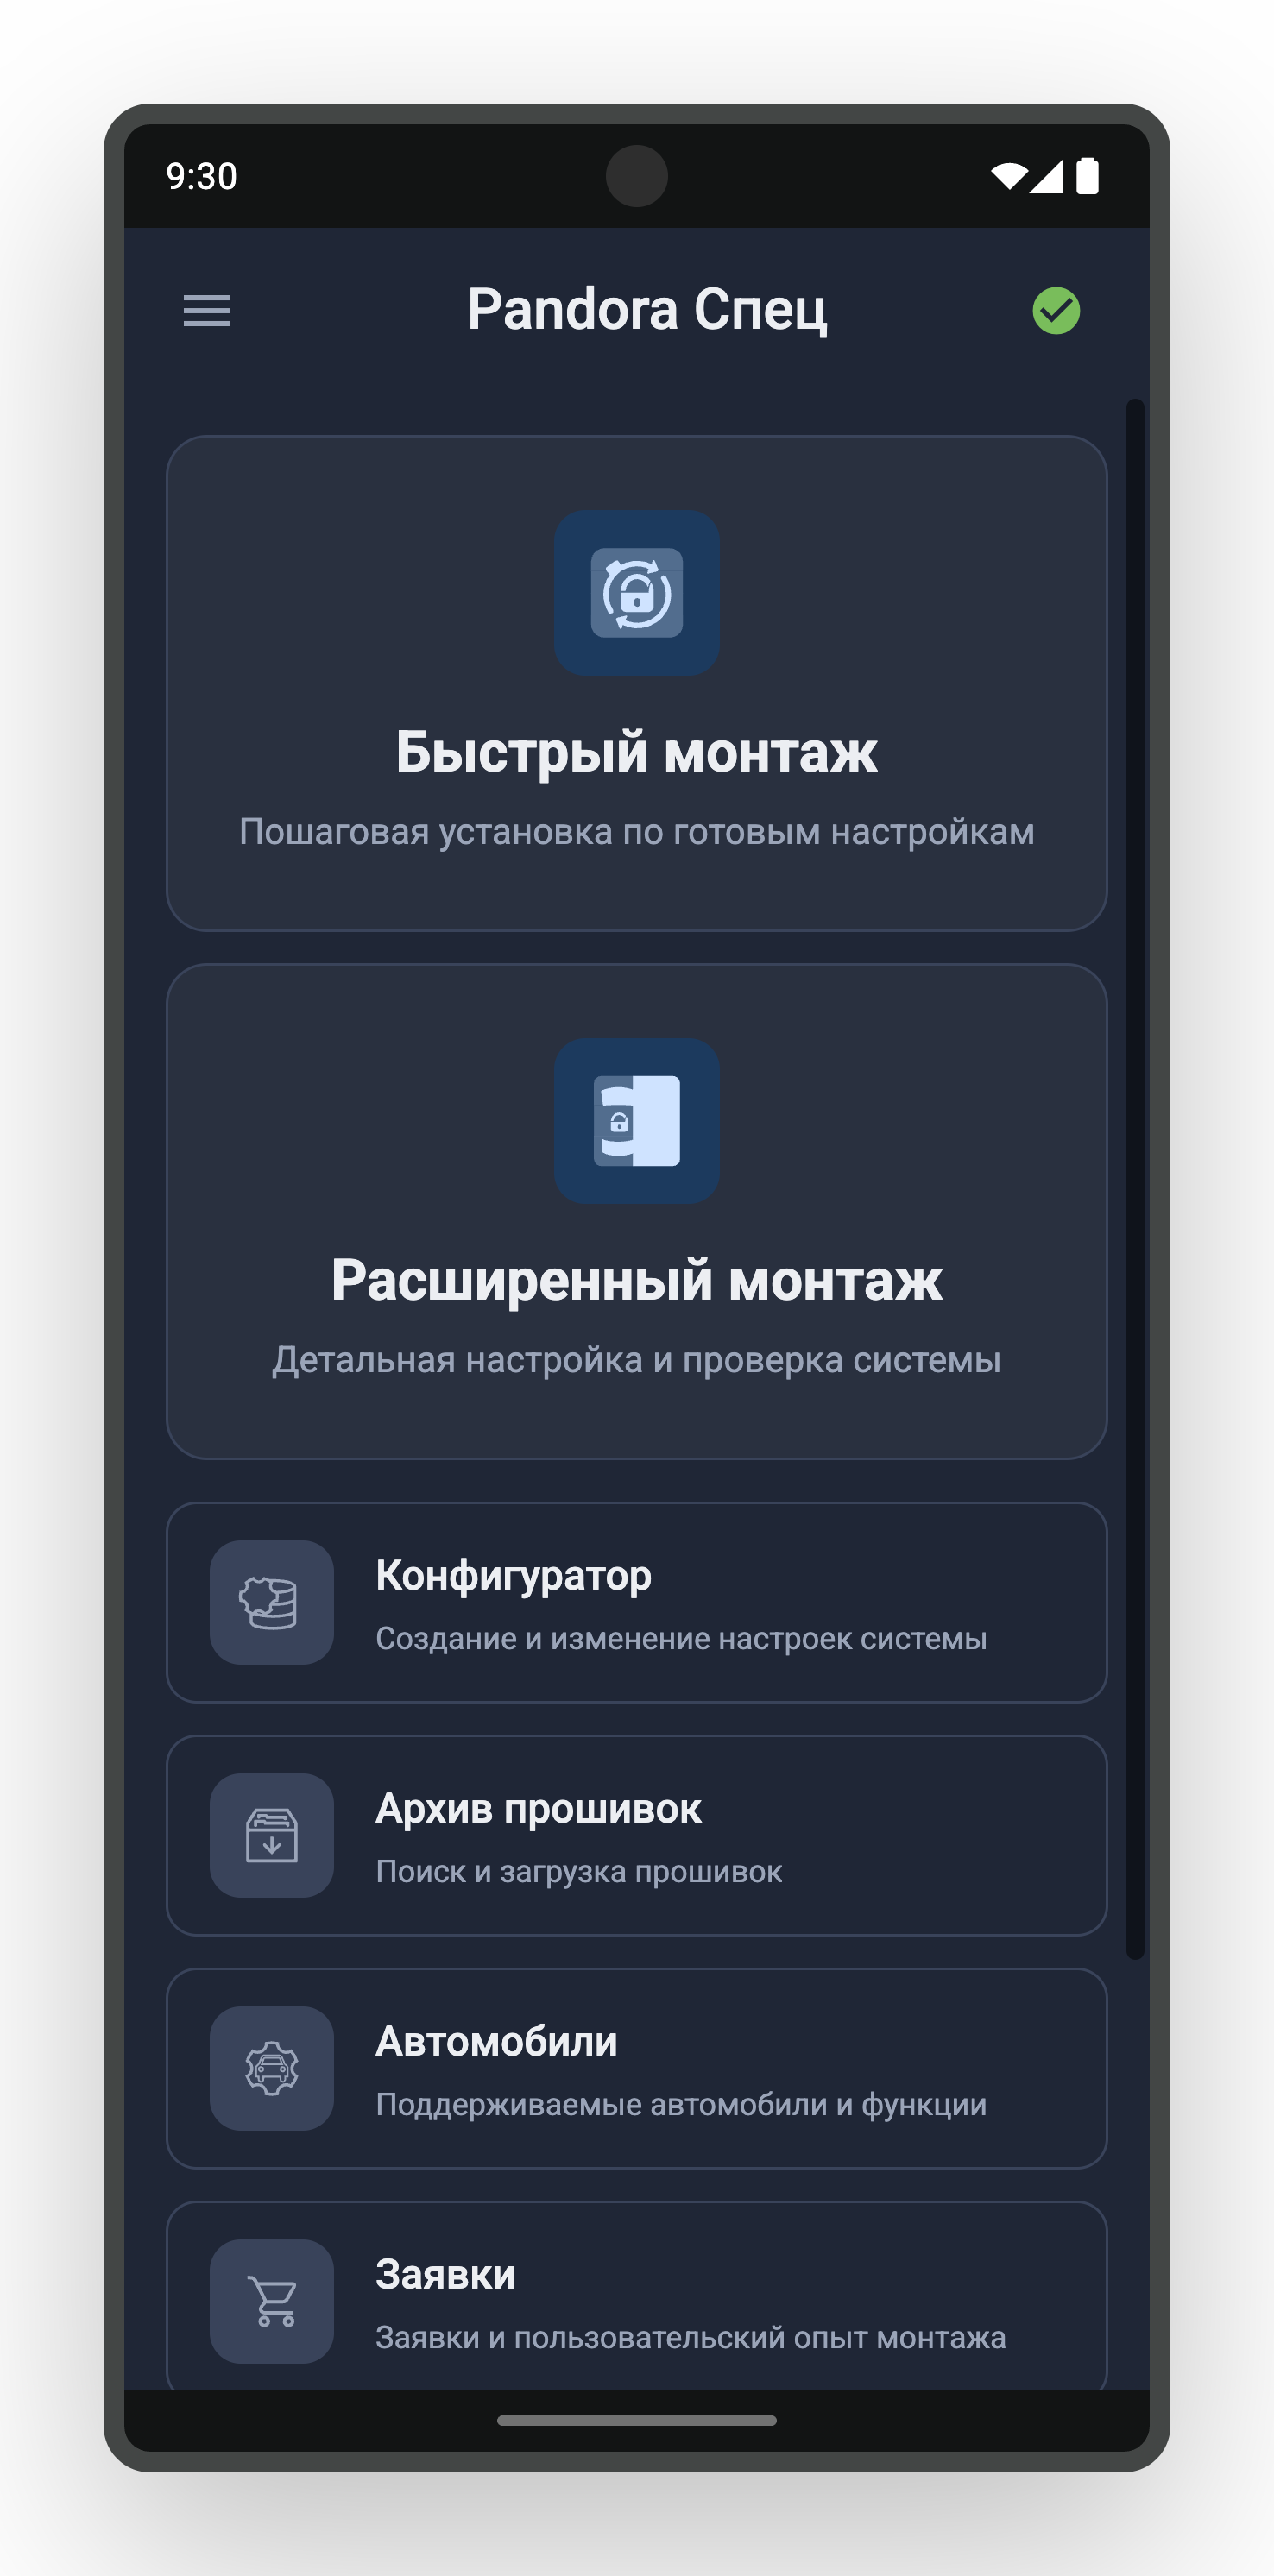 9:30
Pandora Спец
Быстрый монтаж
Пошаговая установка по готовым настройкам
Расширенный монтаж
Детальная настройка и проверка системы
Конфигуратор
Создание и изменение настроек системы
Архив прошивок
Поиск и загрузка прошивок
Автомобили
Поддерживаемые автомобили и функции
Заявки
Заявки и пользовательский опыт монтажа